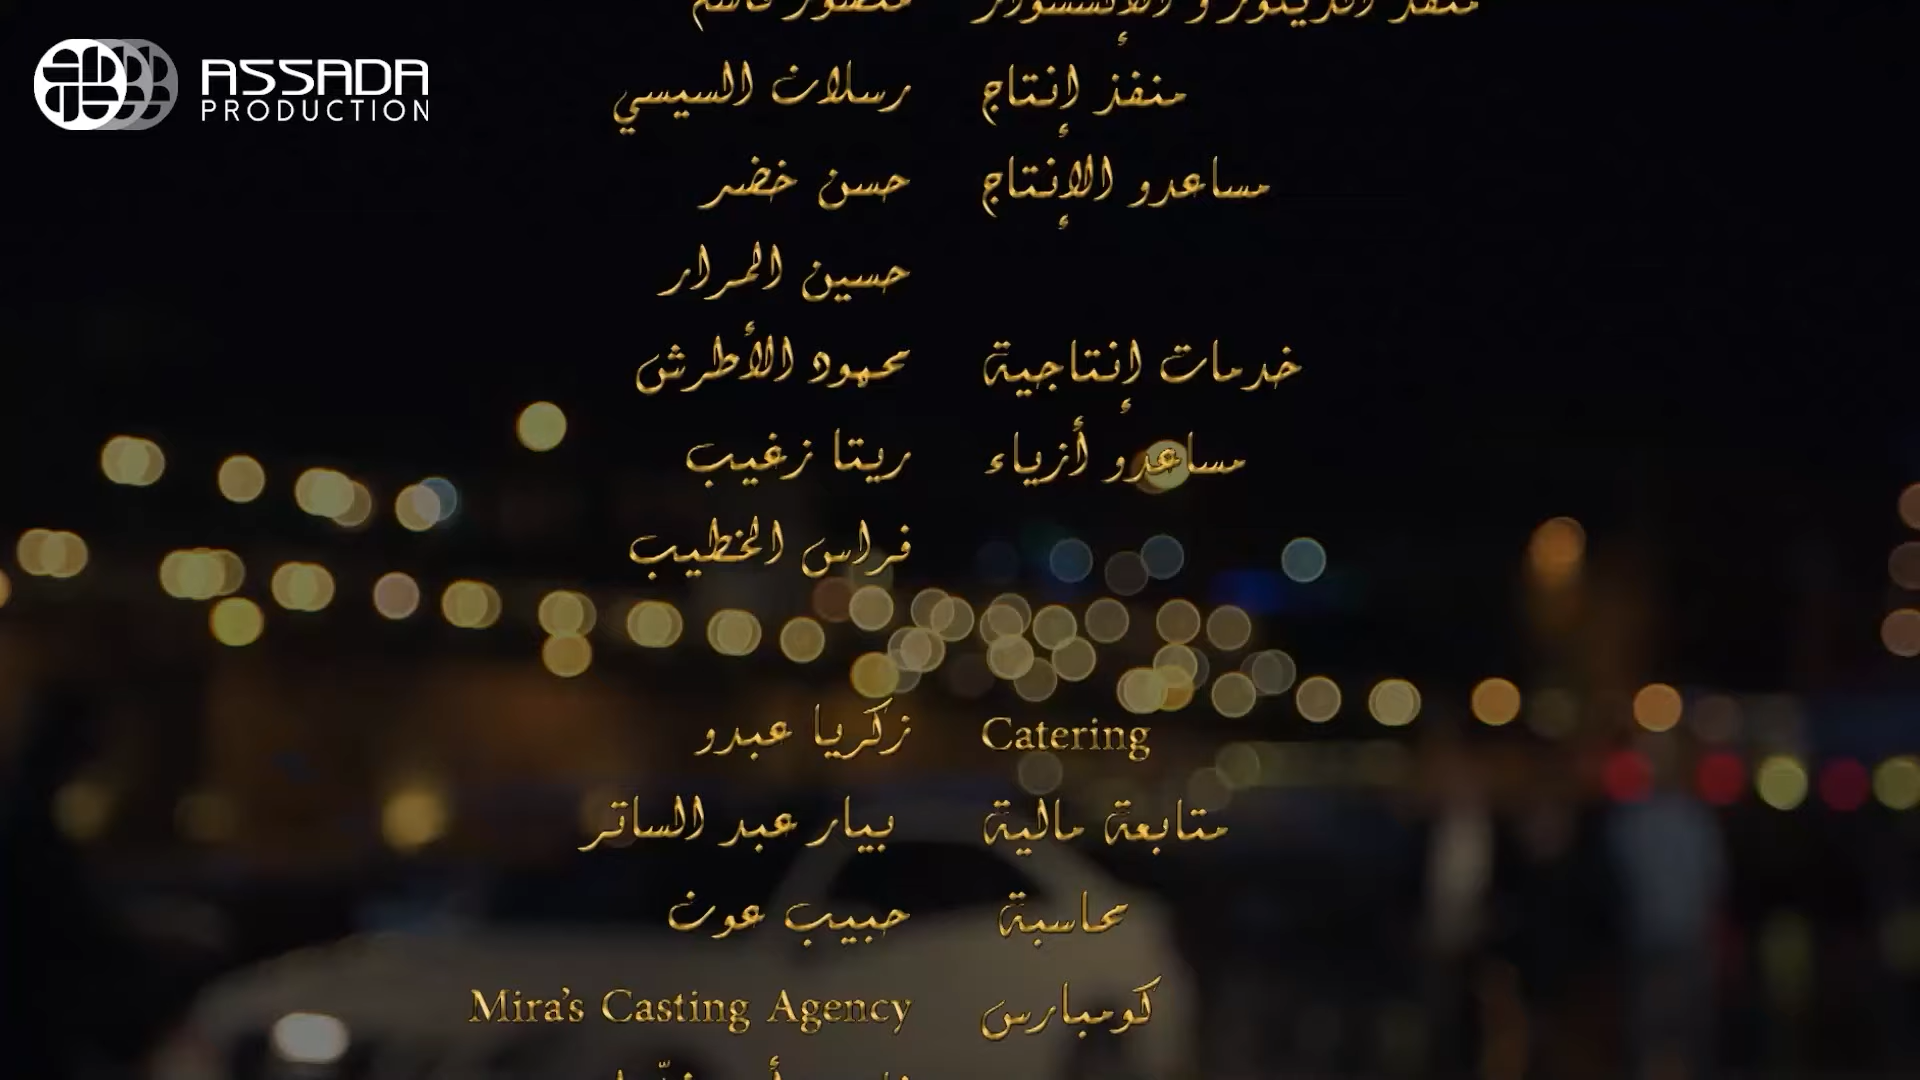 ASSADA
PRODUCTION
منفذ إنتاج رسلان السيسي
مساعدو الإنتاج حسن خضر
حسين المرار
خدمات إنتاجية محمود الأطرش
مساعدو أزياء ريتا زغيب
فراس الخطيب
Catering زكريا عبدو
متابعة مالية بيار عبد الساتر
محاسبة حبيب عون
كومبارس Mira’s Casting Agency